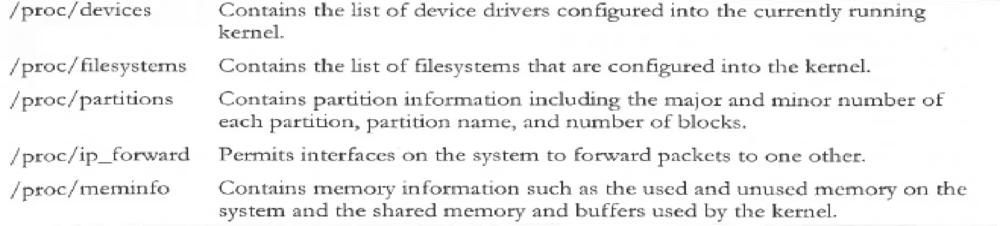 /proc/devices Contains the list of device drivers configured into the currently running
kernel.
/proc/filesystems Contains the list of filesystems that are configured into the kernel.
/proc/partitions Contains partition information including the major and minor number of
each partition, partition name, and number of blocks.
/proc/ip_forward Permits interfaces on the system to forward packets to one other.
/proc/meminfo Contains memory information such as the used and unused memory on the
system and the shared memory and buffers used by the kernel.